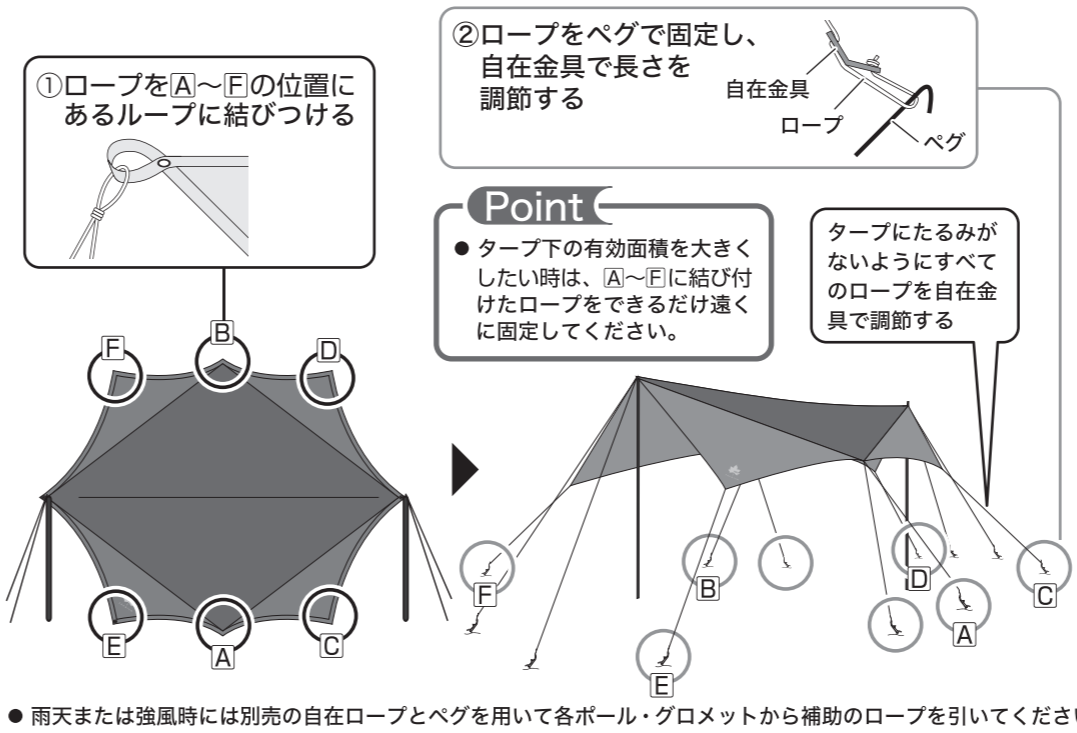 ①ロープをA〜Fの位置に
あるループに結びつける
②ロープをペグで固定し、
自在金具で長さを
調節する
自在金具
ロープ
ペグ
Point
● タープ下の有効面積を大きく
したい時は、A〜Fに結び付
けたロープをできるだけ遠く
に固定してください。
タープにたるみが
ないようにすべて
のロープを自在金
具で調節する
F
B
D
E
A
C
F
B
D
C
A
E
● 雨天または強風時には別売の自在ロープとペグを用いて各ポール・グロメットから補助のロープを引いてくださ